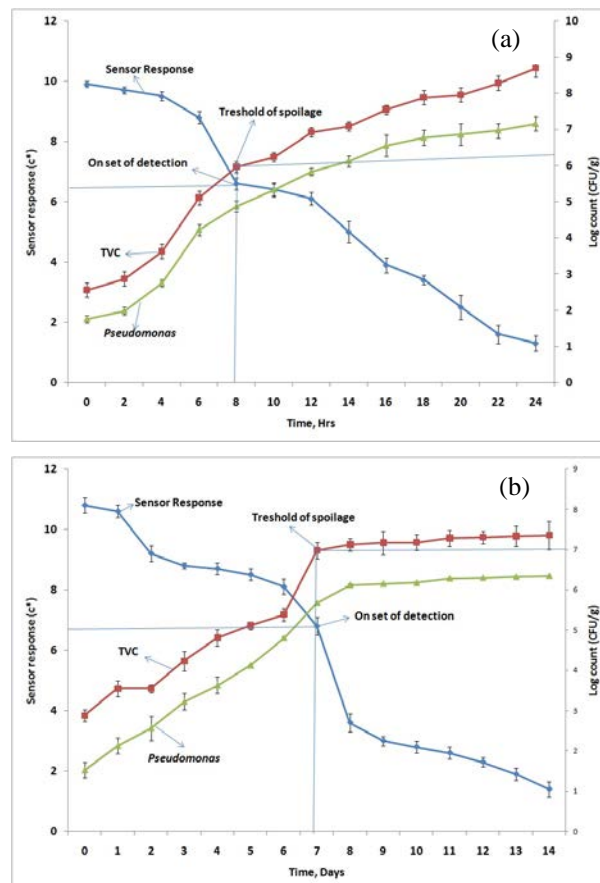 (a)
12
10
8
6
4
2
0
Sensor response (c*)
10
9
8
7
6
5
4
3
2
1
0
Log count (CFU/g)
Sensor Response
Treshold of spoilage
On set of detection
TVC
Pseudomonas
0 2 4 6 8 10 12 14 16 18 20 22 24
Time, Hrs
(b)
12
10
8
6
4
2
0
Sensor response (c*)
9
8
7
6
5
4
3
2
1
0
Log count (CFU/g)
Sensor Response
Treshold of spoilage
On set of detection
TVC
Pseudomonas
0 1 2 3 4 5 6 7 8 9 10 11 12 13 14
Time, Days